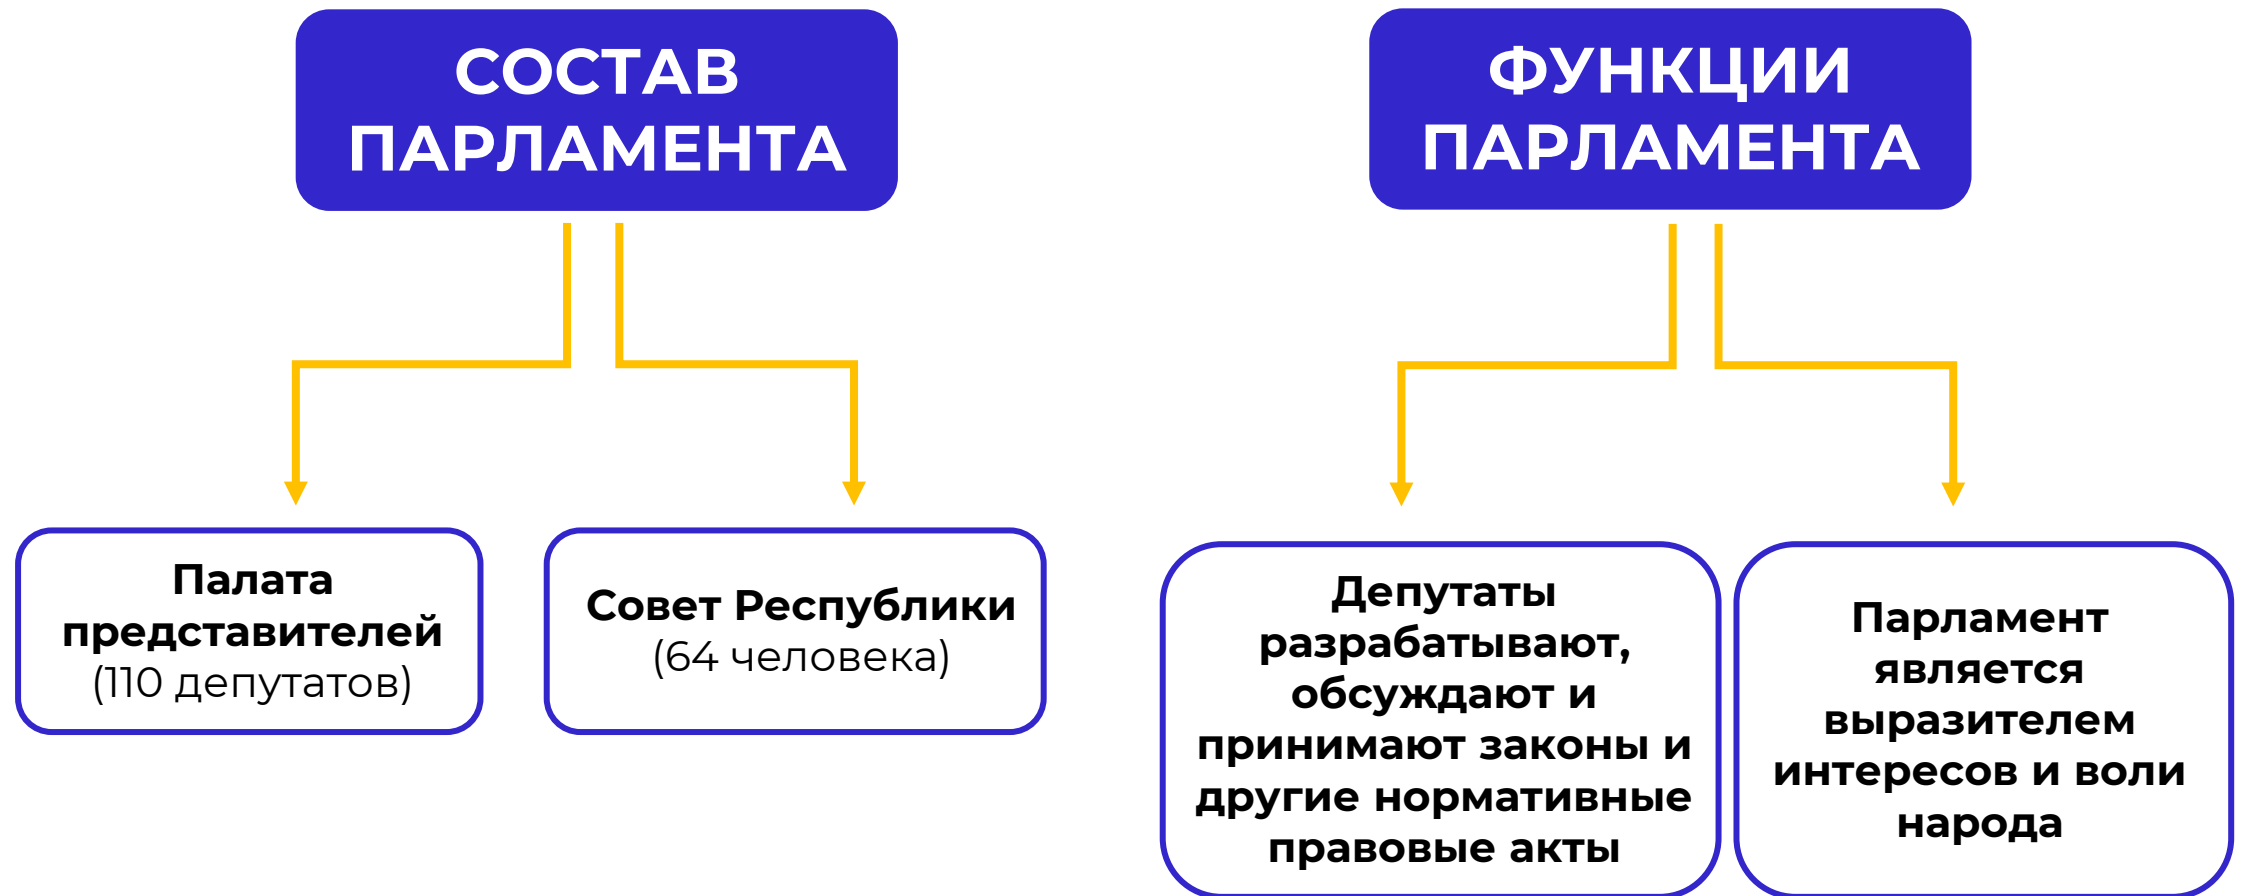 СОСТАВ
ПАРЛАМЕНТА
Палата
представителей
(110 депутатов)
Совет Республики
(64 человека)
ФУНКЦИИ
ПАРЛАМЕНТА
Депутаты
разрабатывают,
обсуждают и
принимают законы и
другие нормативные
правовые акты
Парламент
является
выразителем
интересов и воли
народа